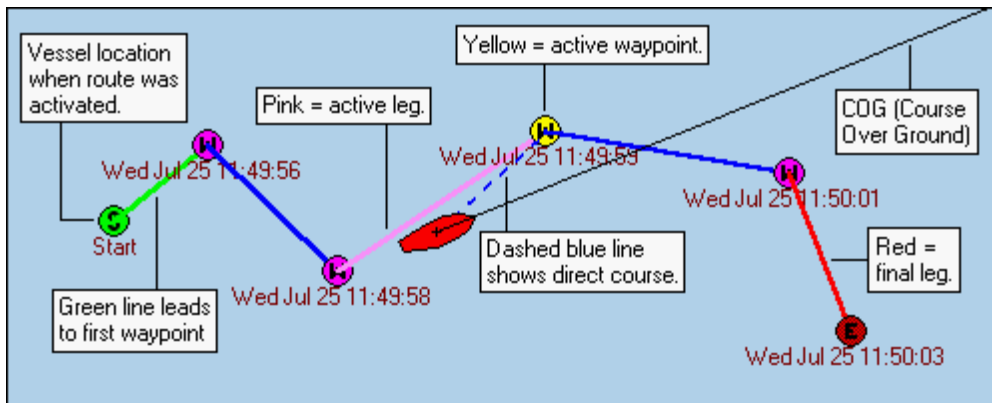 Vessel location
when route was
activated.
Pink = active leg.
Yellow = active waypoint.
COG (Course
Over Ground)
W
Wed Jul 25 11:49:56
W
Wed Jul 25 11:49:59
W
Wed Jul 25 11:50:01
S
Start
W
Wed Jul 25 11:49:58
Dashed blue line
shows direct course.
Red =
final leg.
Green line leads
to first waypoint
E
Wed Jul 25 11:50:03